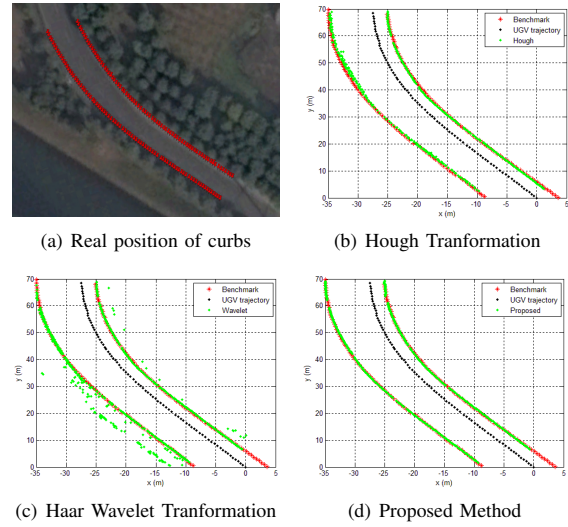 (a) Real position of curbs
70
60
50
40
30
20
10
0
y (m)
-35 -30 -25 -20 -15 -10 -5 0 5
x (m)
Benchmark
UGV trajectory
Hough
(b) Hough Tranformation
70
60
50
40
30
20
10
0
y (m)
-35 -30 -25 -20 -15 -10 -5 0 5
x (m)
Benchmark
UGV trajectory
Wavelet
(c) Haar Wavelet Tranformation
70
60
50
40
30
20
10
0
y (m)
-35 -30 -25 -20 -15 -10 -5 0 5
x (m)
Benchmark
UGV trajectory
Proposed
(d) Proposed Method